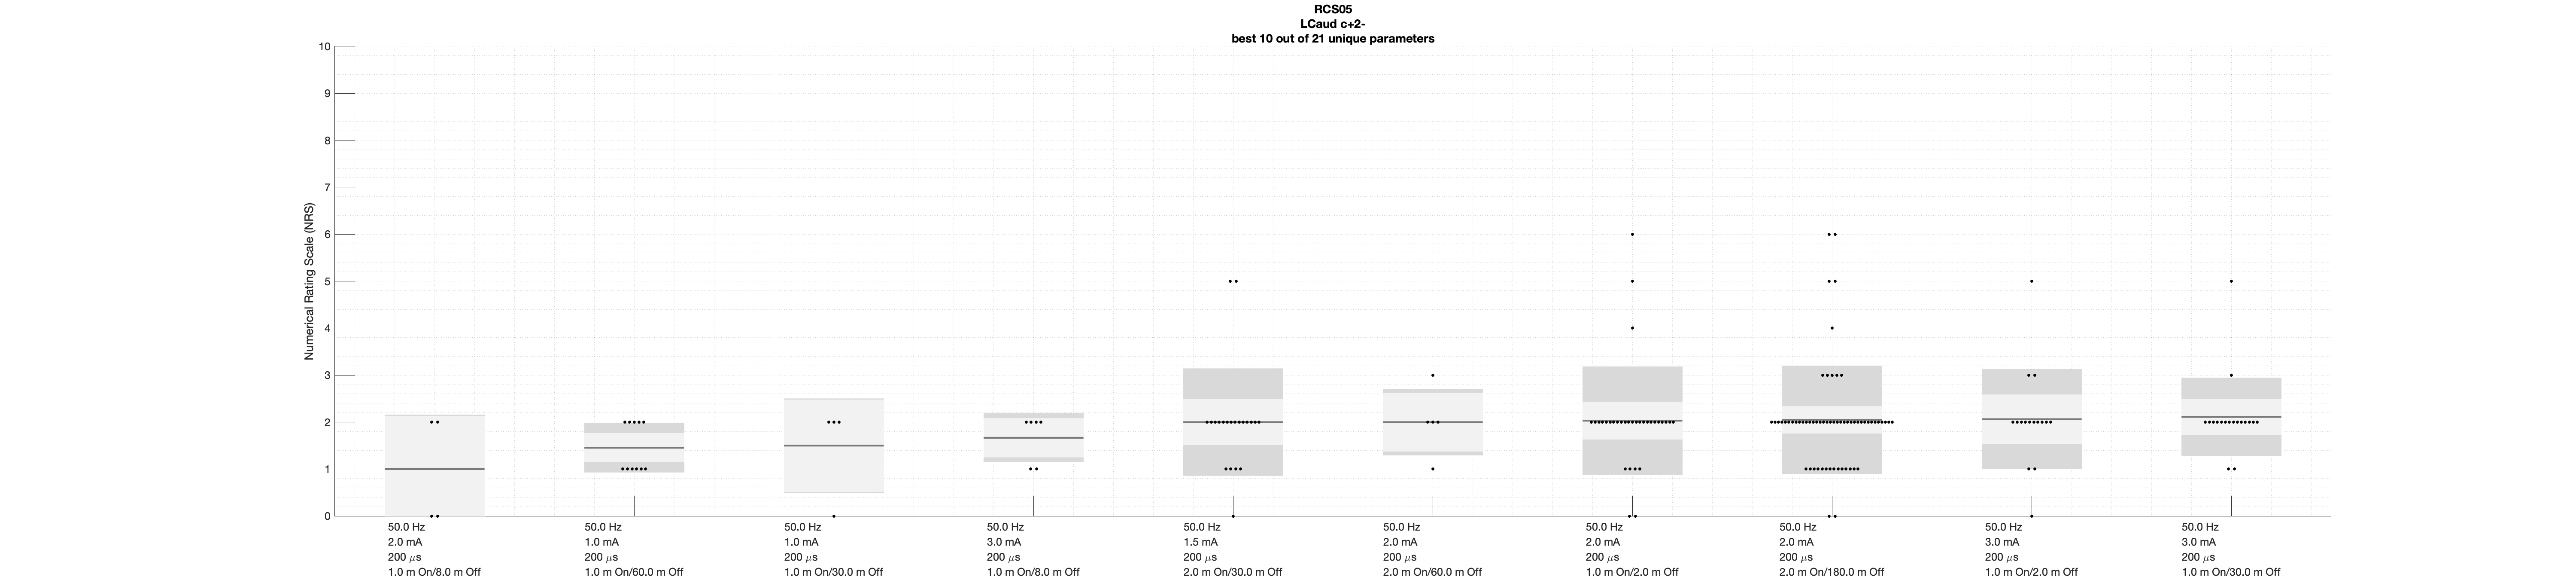 RCS05
LCaud c+2-
best 10 out of 21 unique parameters
10
9
8
7
6
5
4
3
2
1
0
Numerical Rating Scale (NRS)
50.0 Hz
2.0 mA
200 μs
1.0 m On/8.0 m Off
50.0 Hz
1.0 mA
200 μs
1.0 m On/60.0 m Off
50.0 Hz
1.0 mA
200 μs
1.0 m On/30.0 m Off
50.0 Hz
3.0 mA
200 μs
1.0 m On/8.0 m Off
50.0 Hz
1.5 mA
200 μs
2.0 m On/30.0 m Off
50.0 Hz
2.0 mA
200 μs
2.0 m On/60.0 m Off
50.0 Hz
2.0 mA
200 μs
1.0 m On/2.0 m Off
50.0 Hz
2.0 mA
200 μs
2.0 m On/180.0 m Off
50.0 Hz
3.0 mA
200 μs
1.0 m On/2.0 m Off
50.0 Hz
3.0 mA
200 μs
1.0 m On/30.0 m Off